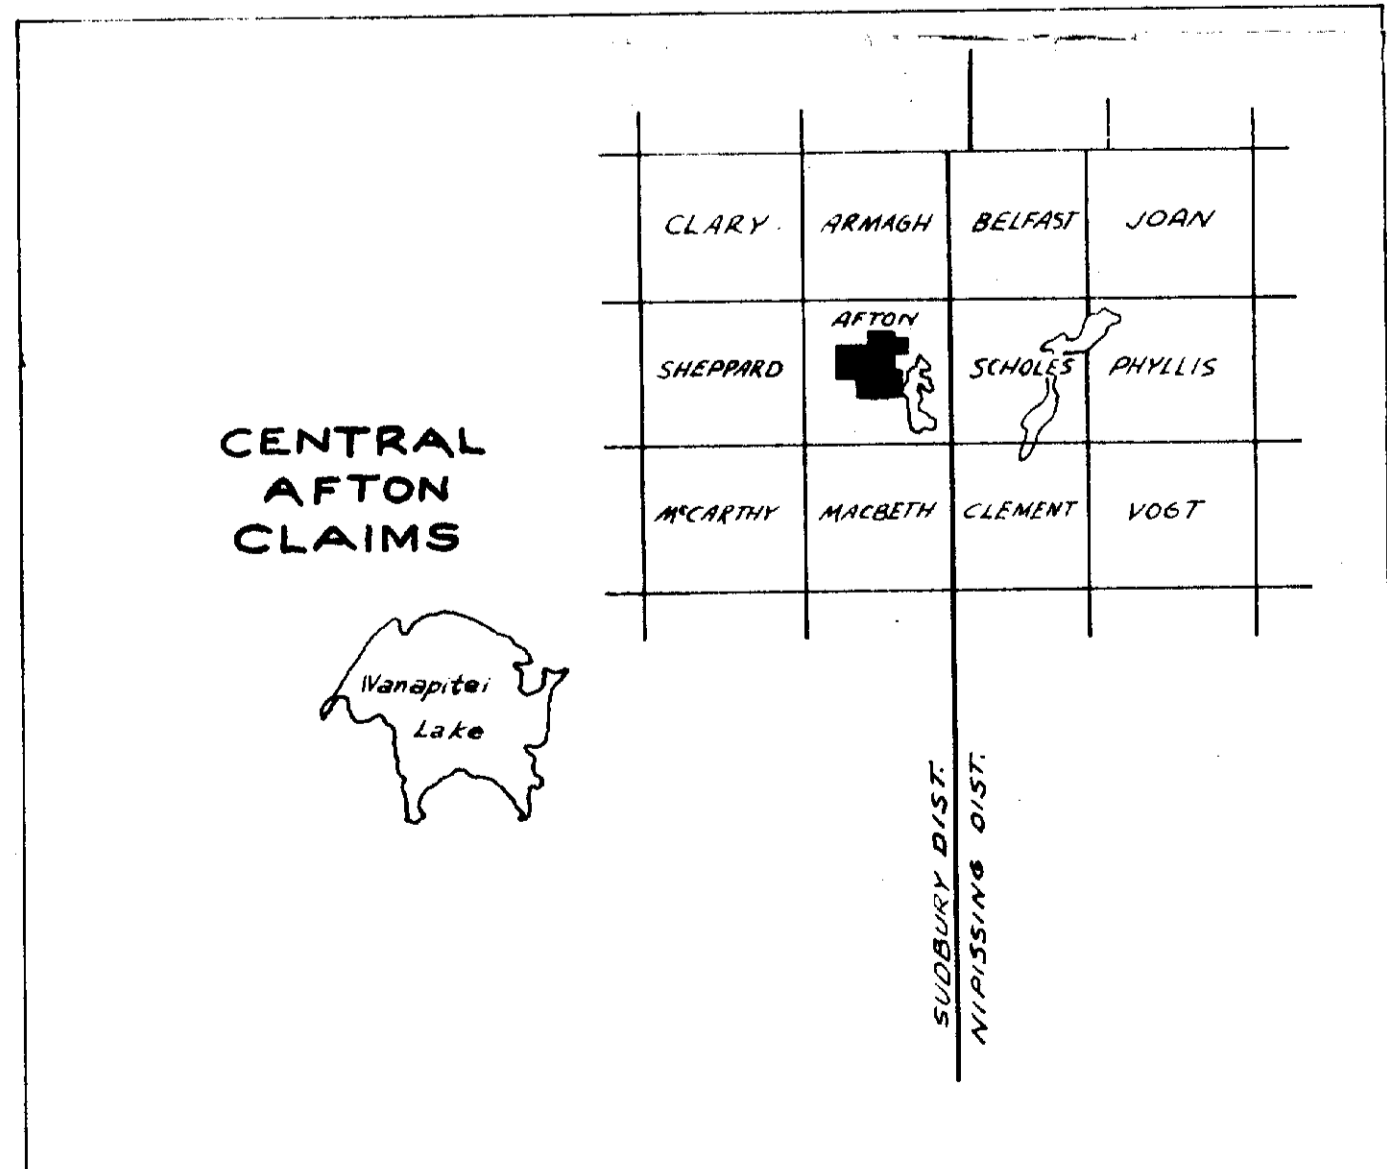 CLARY.
ARMAGH
BELFAST
JOAN
AFTON
SHEPPARD
SCHOLES
PHYLLIS
CENTRAL
AFTON
CLAIMS
McCARTHY
MACBETH
CLEMENT
VOGT
Wanapitei
Lake
SUDBURY DIST.
NIPISSING DIST.